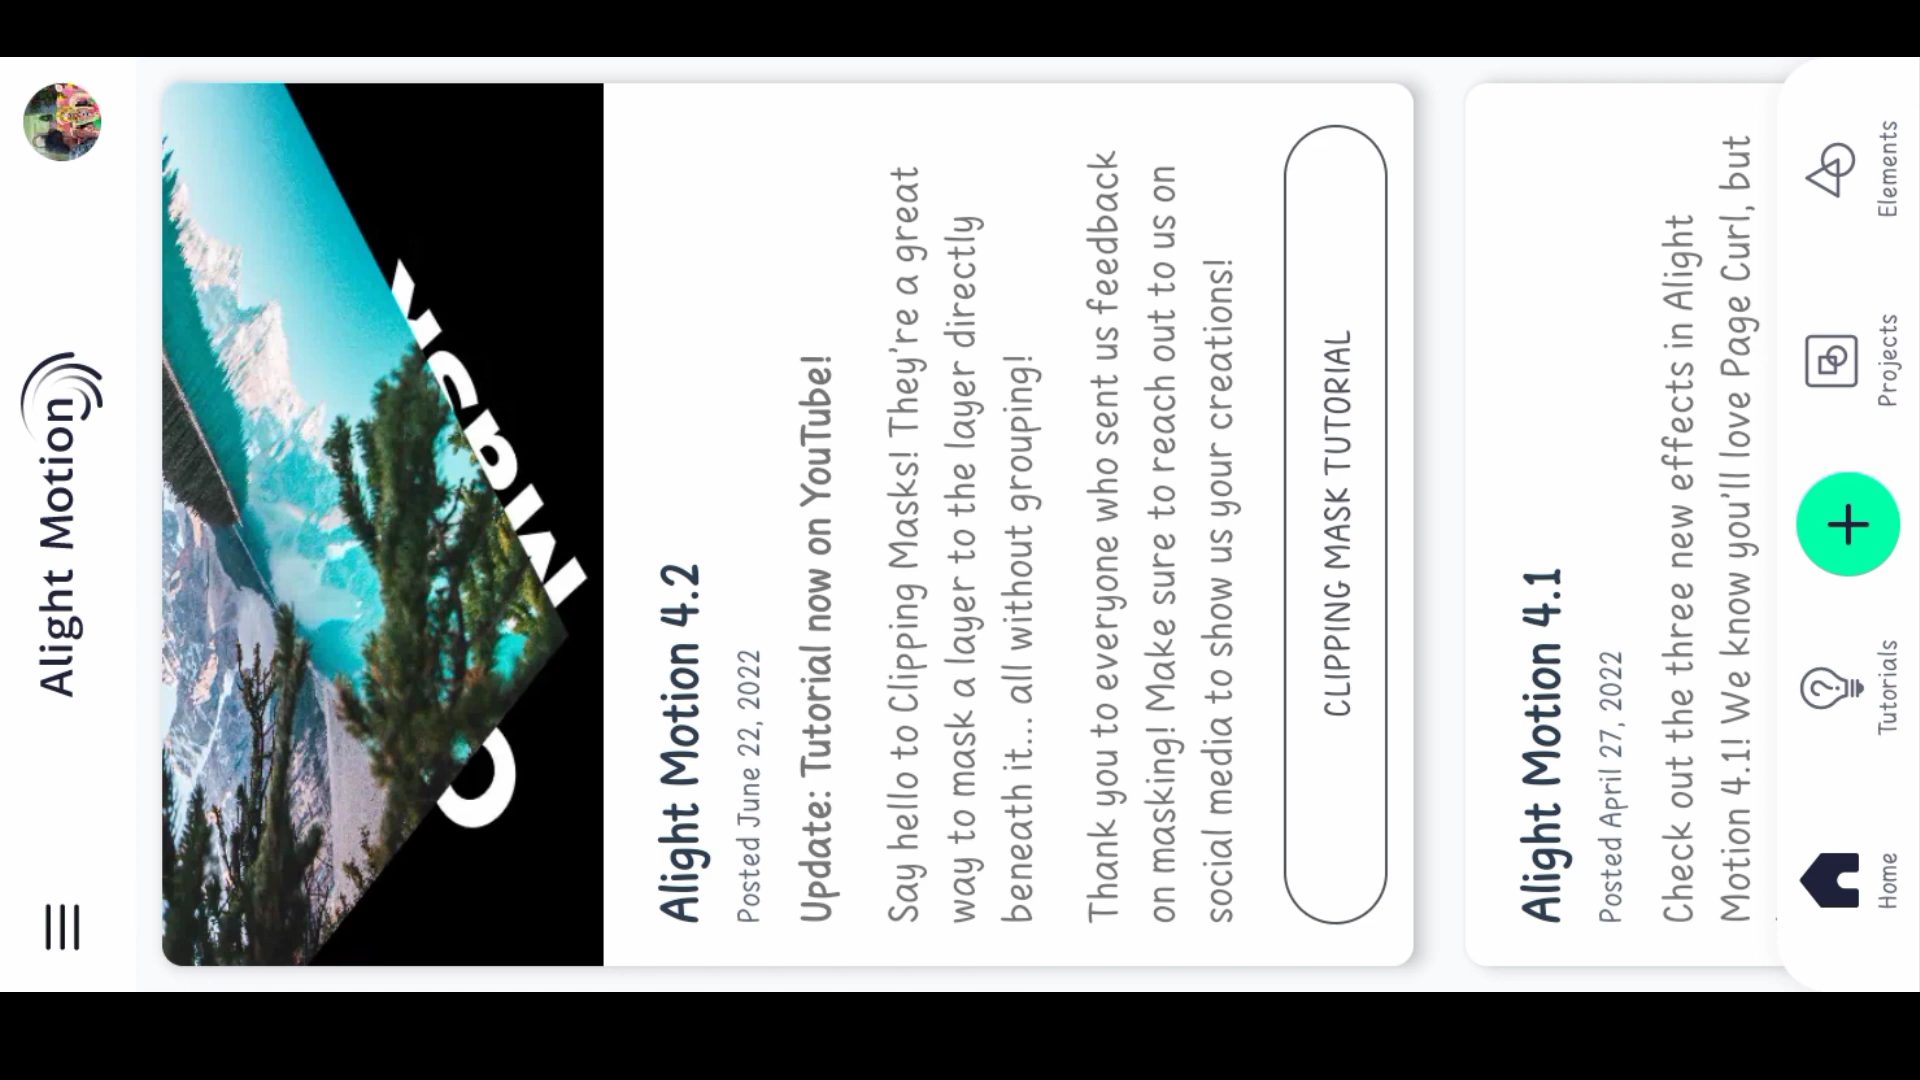 Alight Motion
C
Mask
Alight Motion 4.2
Posted June 22, 2022
Update: Tutorial now on YouTube!
Say hello to Clipping Masks! They're a great
way to mask a layer to the layer directly
beneath it... all without grouping!
Thank you to everyone who sent us feedback
on masking! Make sure to reach out to us on
social media to show us your creations!
CLIPPING MASK TUTORIAL
Alight Motion 4.1
Posted April 27, 2022
Check out the three new effects in Alight
Motion 4.1! We know you'll love Page Curl, but
Home
Tutorials
Projects
Elements